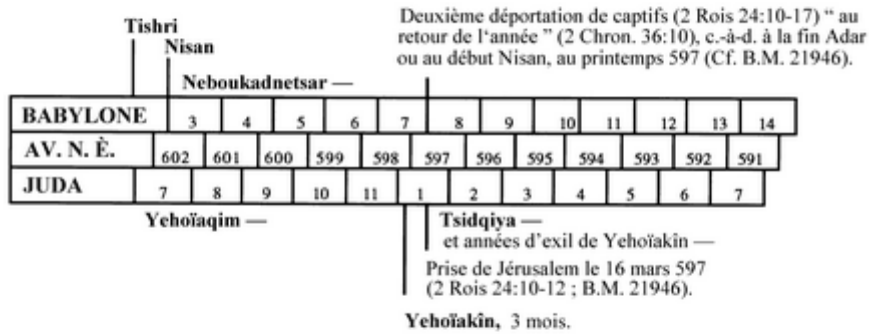 Deuxième déportation de captifs (2 Rois 24:10-17) “ au
retour de l‘année ” (2 Chron. 36:10), c.-à-d. à la fin Adar
ou au début Nisan, au printemps 597 (Cf. B.M. 21946).
Tishri
Nisan
Neboukadnetsar —
BABYLONE 3 4 5 6 7 8 9 10 11 12 13 14
AV. N. È. 602 601 600 599 598 597 596 595 594 593 592 591
JUDA 7 8 9 10 11 1 2 3 4 5 6 7
Yehoïaqim —
Tsidqiya —
et années d’exil de Yehoïakîn —
Prise de Jérusalem le 16 mars 597
(2 Rois 24:10-12 ; B.M. 21946).
Yehoïakîn, 3 mois.